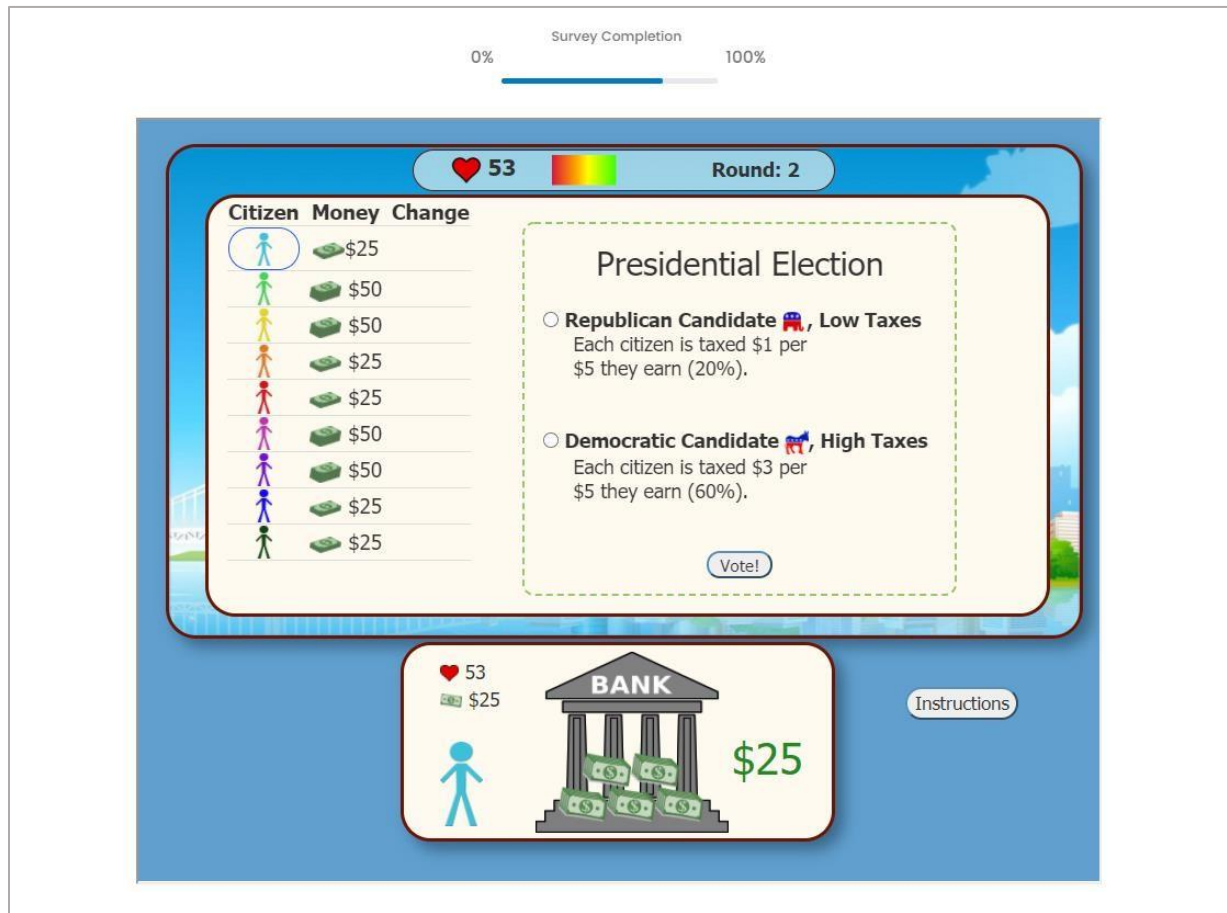 Survey Completion
0% 100%
53 Round: 2
Citizen Money Change
$25
$50
$50
$25
$25
$50
$50
$25
$25
Presidential Election
Republican Candidate , Low Taxes
Each citizen is taxed $1 per
$5 they earn (20%).
Democratic Candidate , High Taxes
Each citizen is taxed $3 per
$5 they earn (60%).
Vote!
53
$25
BANK
$25
Instructions